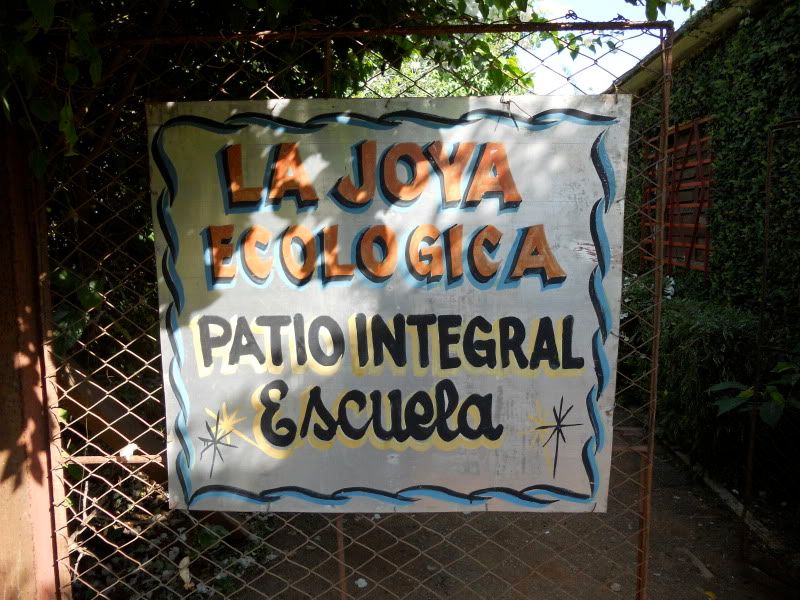 LA JOYA
ECOLOGICA
PATIO INTEGRAL
Escuela